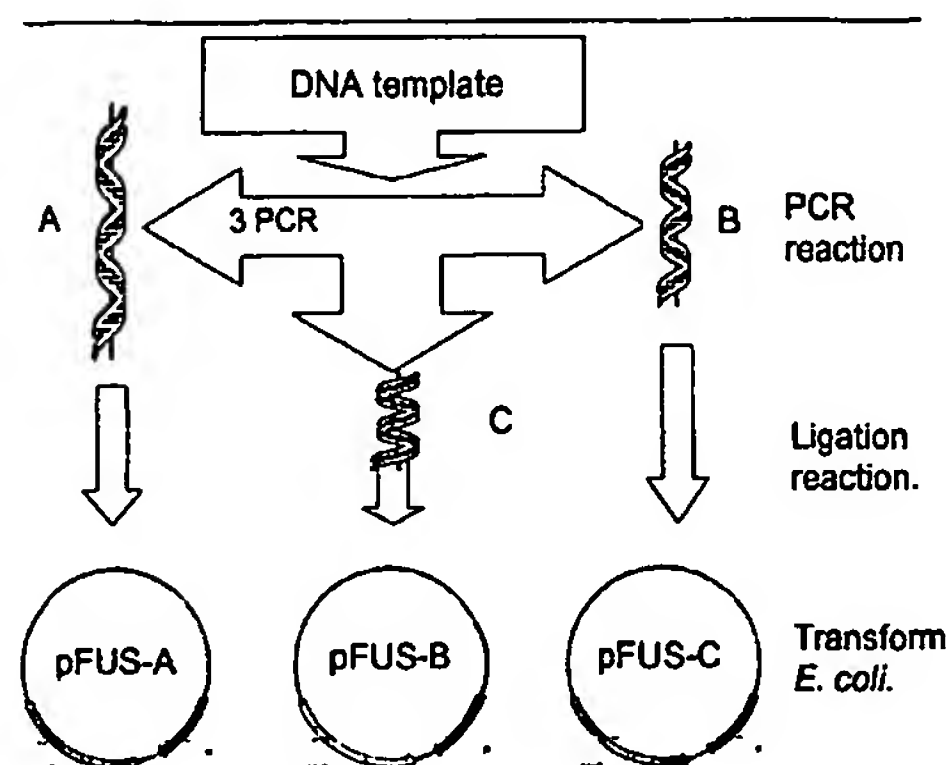 DNA template
A
3 PCR
B
PCR
reaction
C
Ligation
reaction.
pFUS-A
pFUS-B
pFUS-C
Transform
E. coli.